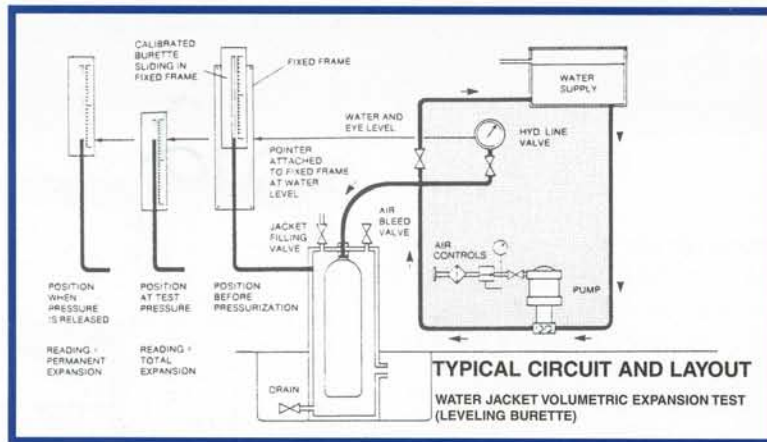 CALIBRATED
BURETTE
SLIDING IN
FIXED FRAME
FIXED FRAME
WATER
SUPPLY
WATER AND
EYE LEVEL
HYD. LINE
VALVE
POINTER
ATTACHED
TO FIXED FRAME
AT WATER
LEVEL
AIR
BLEED
VALVE
JACKET
FILLING
VALVE
AIR
CONTROLS
PUMP
POSITION
WHEN
PRESSURE
IS RELEASED
POSITION
AT TEST
PRESSURE
POSITION
BEFORE
PRESSURIZATION
READING =
PERMANENT
EXPANSION
READING =
TOTAL
EXPANSION
DRAIN
TYPICAL CIRCUIT AND LAYOUT
WATER JACKET VOLUMETRIC EXPANSION TEST
(LEVELING BURETTE)